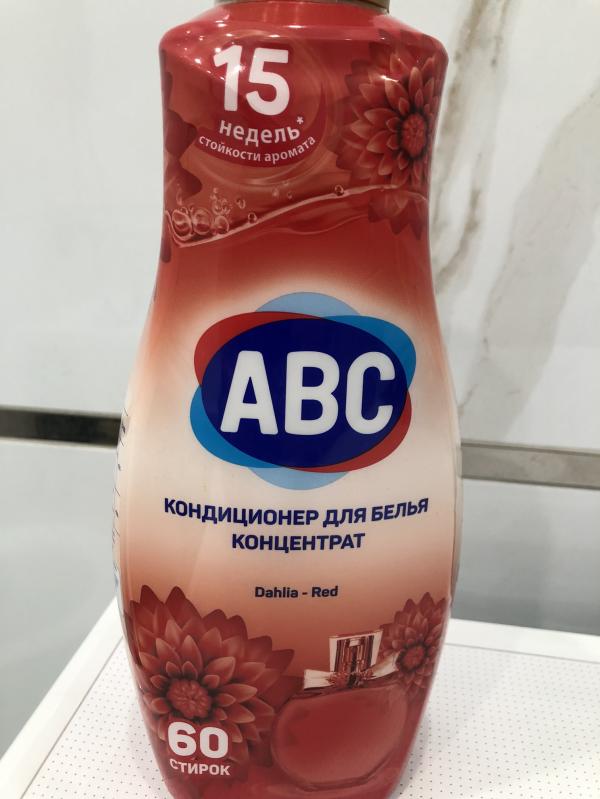 15
недель*
стойкости аромата
ABC
КОНДИЦИОНЕР ДЛЯ БЕЛЬЯ
КОНЦЕНТРАТ
Dahlia - Red
60
СТИРОК